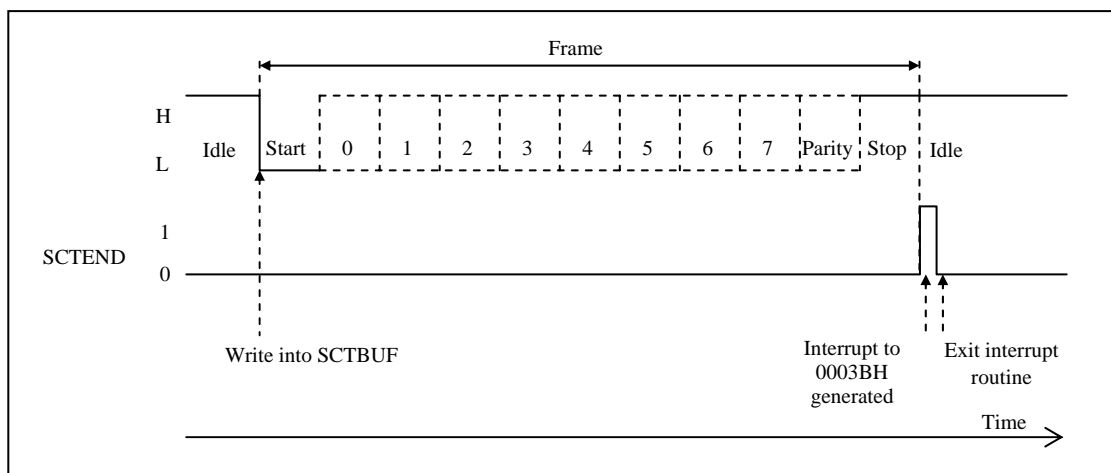 Frame
H
L
Idle Start 0 1 2 3 4 5 6 7 Parity Stop Idle
1
SCTEND
0
Write into SCTBUF
Interrupt to
0003BH
generated
Exit interrupt
routine
Time